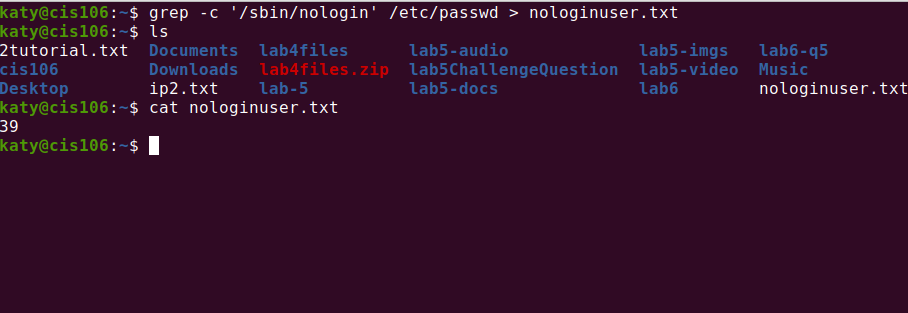 katy@cis106:~$ grep -c '/sbin/nologin' /etc/passwd > nologinuser.txt
katy@cis106:~$ ls
2tutorial.txt  Documents  lab4files      lab5-audio              lab5-imgs   lab6-q5
cis106         Downloads  lab4files.zip  lab5ChallengeQuestion  lab5-video  Music
Desktop        ip2.txt    lab-5          lab5-docs              lab6        nologinuser.txt
katy@cis106:~$ cat nologinuser.txt
39
katy@cis106:~$